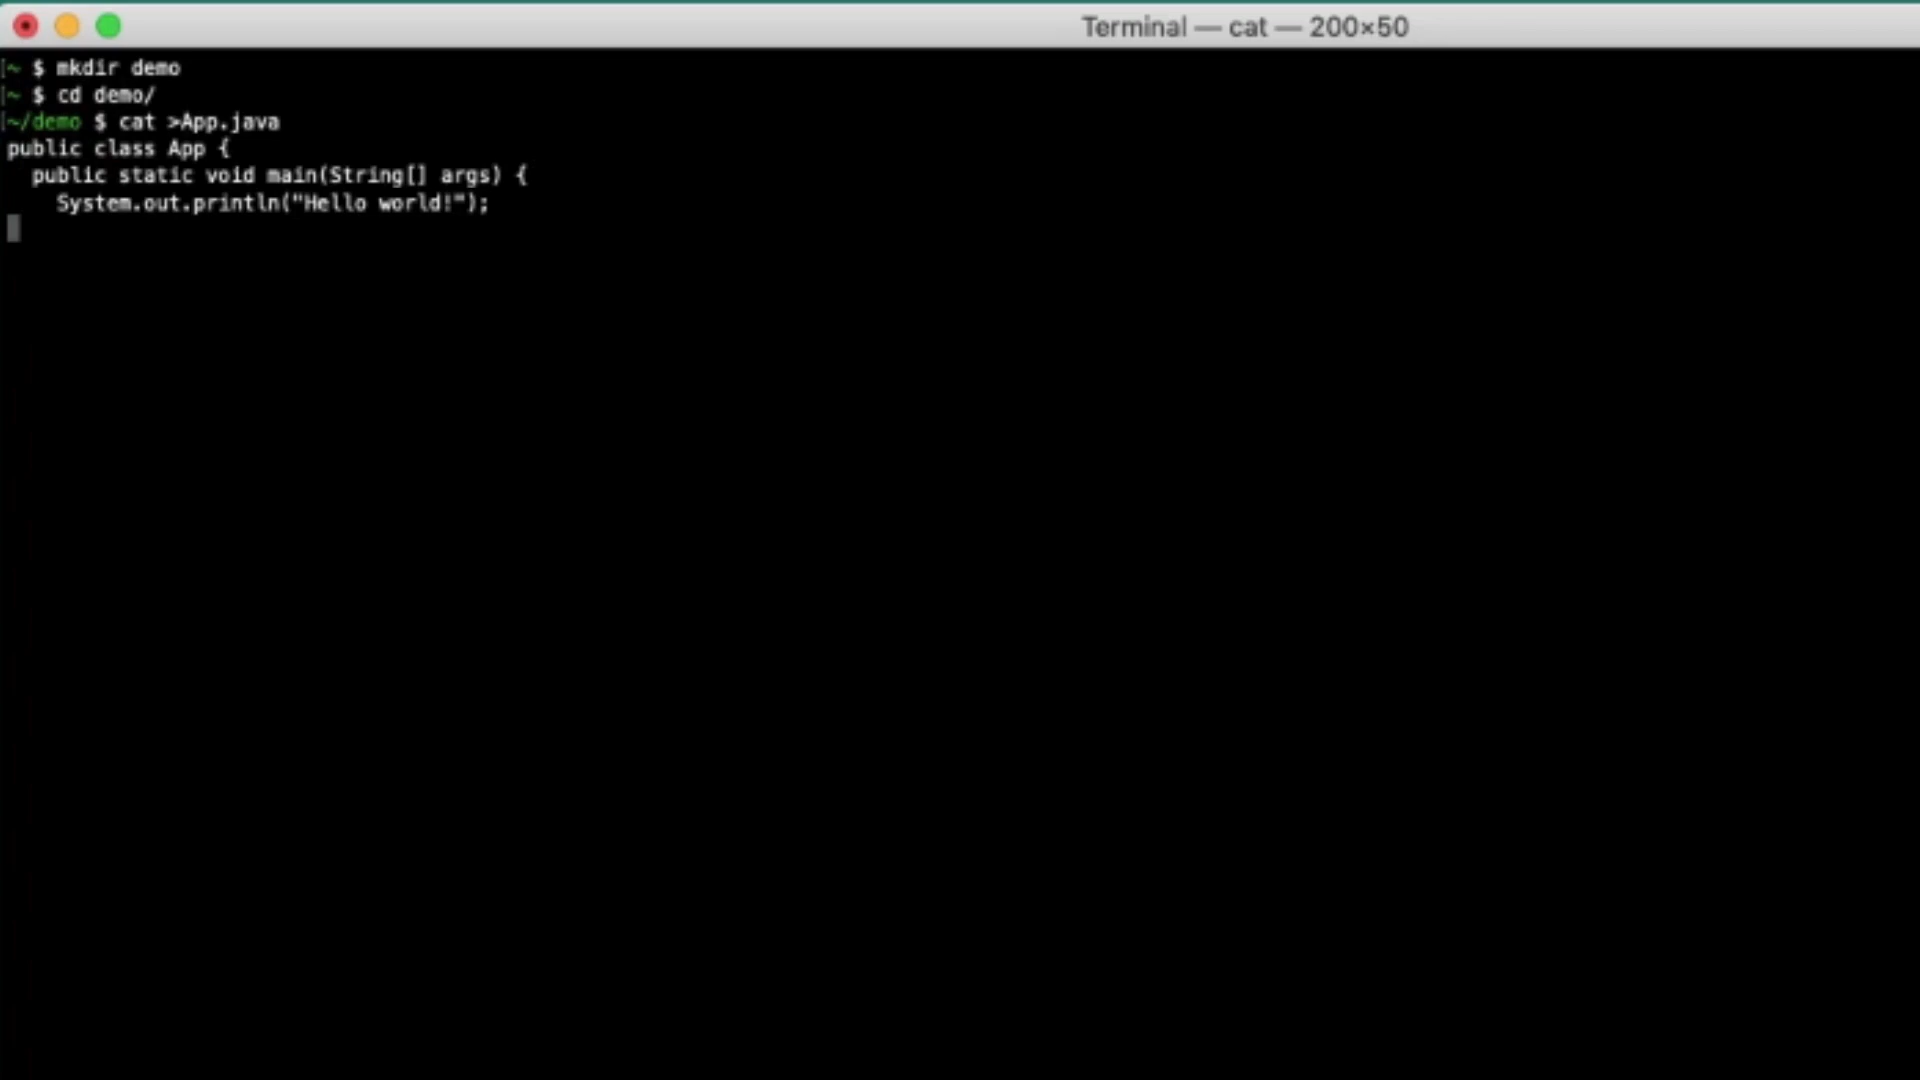 Terminal — cat — 200×50
~ $ mkdir demo
~ $ cd demo/
~/demo $ cat >App.java
public class App {
  public static void main(String[] args) {
    System.out.println("Hello world!");